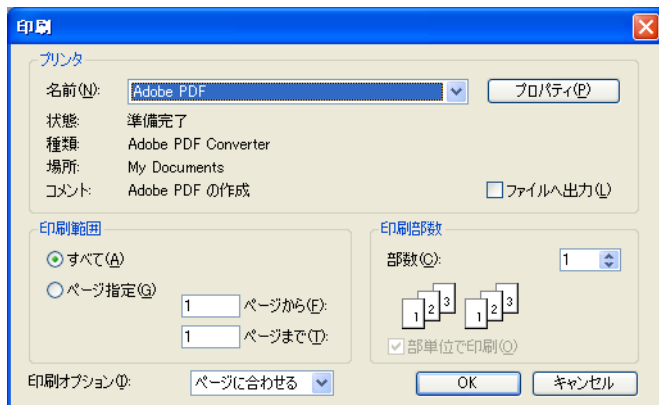 印刷
プリンタ
名前(N): Adobe PDF プロパティ(P)
状態: 準備完了
種類: Adobe PDF Converter
場所: My Documents
コメント: Adobe PDF の作成 ファイルへ出力(L)
印刷範囲 印刷部数
すべて(A) 部数(C): 1
ページ指定(G)
1 ページから(F):
1 ページまで(T):
1 2 3 1 2 3
部単位で印刷(O)
印刷オプション(I): ページに合わせる OK キャンセル